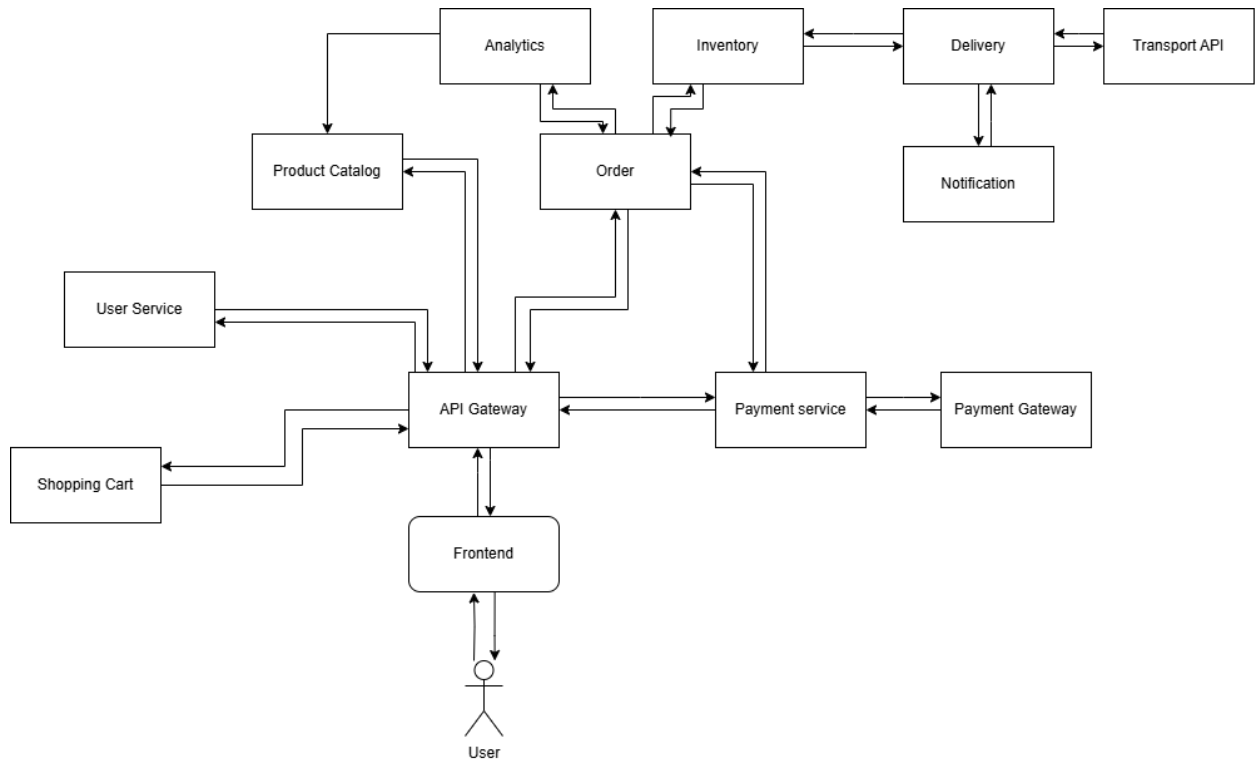 Analytics
Inventory
Delivery
Transport API
Product Catalog
Order
Notification
User Service
API Gateway
Payment service
Payment Gateway
Shopping Cart
Frontend
User